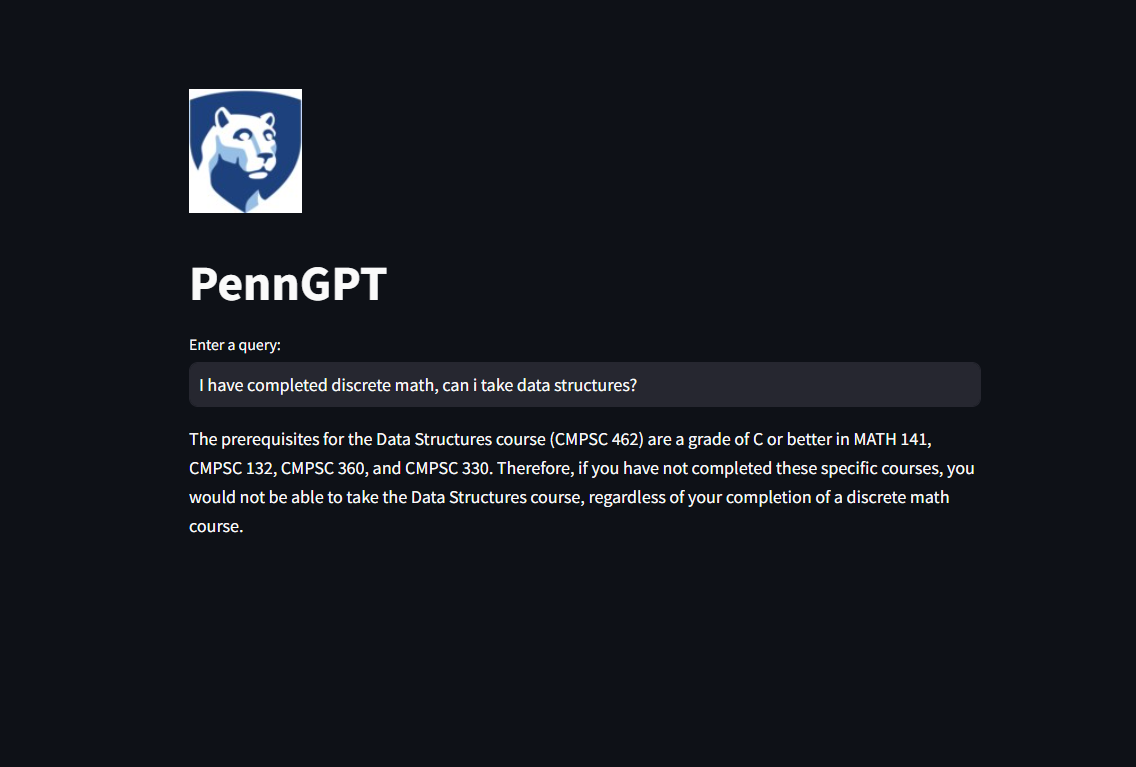 PennGPT
Enter a query:
I have completed discrete math, can i take data structures?
The prerequisites for the Data Structures course (CMPSC 462) are a grade of C or better in MATH 141,
CMPSC 132, CMPSC 360, and CMPSC 330. Therefore, if you have not completed these specific courses, you
would not be able to take the Data Structures course, regardless of your completion of a discrete math
course.